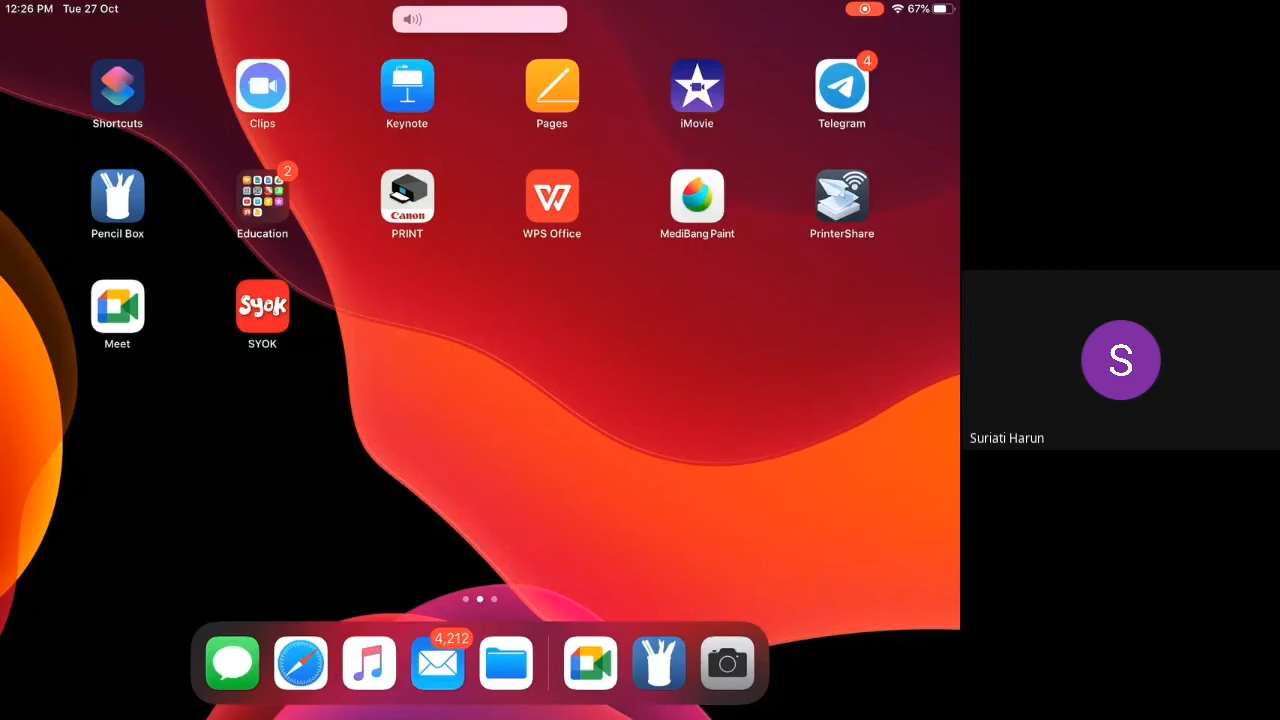 12:26 PM Tue 27 Oct
67%
4
Shortcuts
Clips
Keynote
Pages
iMovie
Telegram
2
Canon
Pencil Box
Education
PRINT
WPS Office
MediBang Paint
PrinterShare
SYOK
Meet
SYOK
S
Suriati Harun
4,212